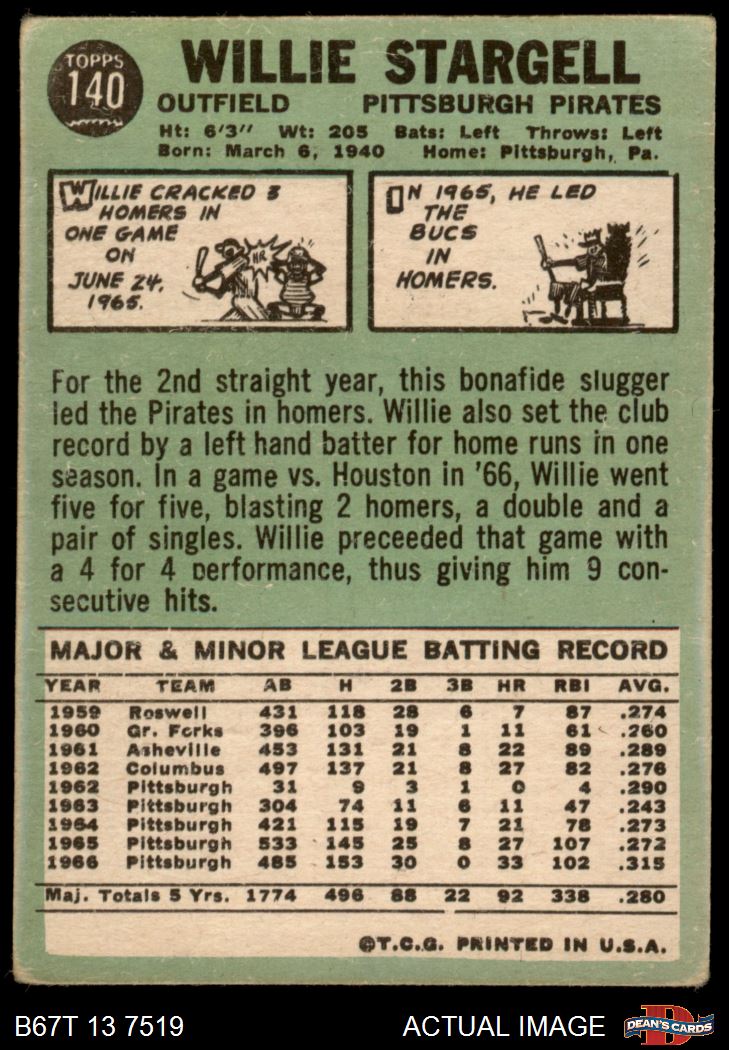 TOPPS
140
WILLIE STARGELL
OUTFIELD PITTSBURGH PIRATES
Ht: 6'3" Wt: 205 Bats: Left Throws: Left
Born: March 6, 1940 Home: Pittsburgh, Pa.
WILLIE CRACKED 3
HOMERS IN
ONE GAME
ON
JUNE 24,
1965.
HR
IN 1965, HE LED
THE
BUCS
IN
HOMERS.
For the 2nd straight year, this bonafide slugger
led the Pirates in homers. Willie also set the club
record by a left hand batter for home runs in one
season. In a game vs. Houston in '66, Willie went
five for five, blasting 2 homers, a double and a
pair of singles. Willie preceeded that game with
a 4 for 4 performance, thus giving him 9 con-
secutive hits.
MAJOR & MINOR LEAGUE BATTING RECORD
YEAR TEAM AB H 2B 3B HR RBI AVG.
1959 Roswell 431 118 28 6 7 87 .274
1960 Gr. Forks 396 103 19 1 11 61 .260
1961 Asheville 453 131 21 8 22 89 .289
1962 Columbus 497 137 21 8 27 82 .276
1962 Pittsburgh 31 9 3 1 0 4 .290
1963 Pittsburgh 304 74 11 6 11 47 .243
1964 Pittsburgh 421 115 19 7 21 78 .273
1965 Pittsburgh 533 145 25 8 27 107 .272
1966 Pittsburgh 485 153 30 0 33 102 .315
Maj. Totals 5 Yrs. 1774 496 88 22 92 338 .280
©T.C.G. PRINTED IN U.S.A.
B67T 13 7519 ACTUAL IMAGE
D
DEAN'S CARDS